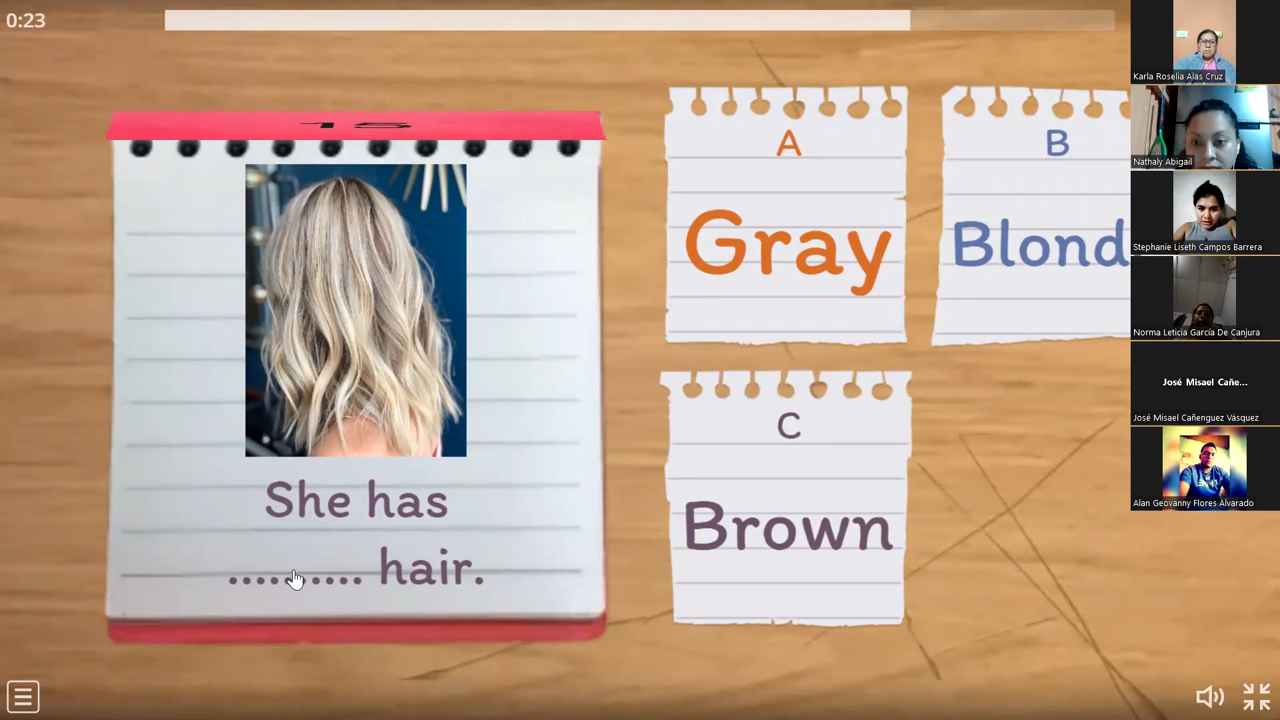 0:23
15
She has
.......... hair.
A
Gray
B
Blond
C
Brown
Karla Roselia Alas Cruz
Nathaly Abigail
Stephanie Liseth Campos Barrera
Norma Leticia García De Canjura
José Misael Cañe...
José Misael Cañenguez Vásquez
Alan Geovanny Flores Alvarado